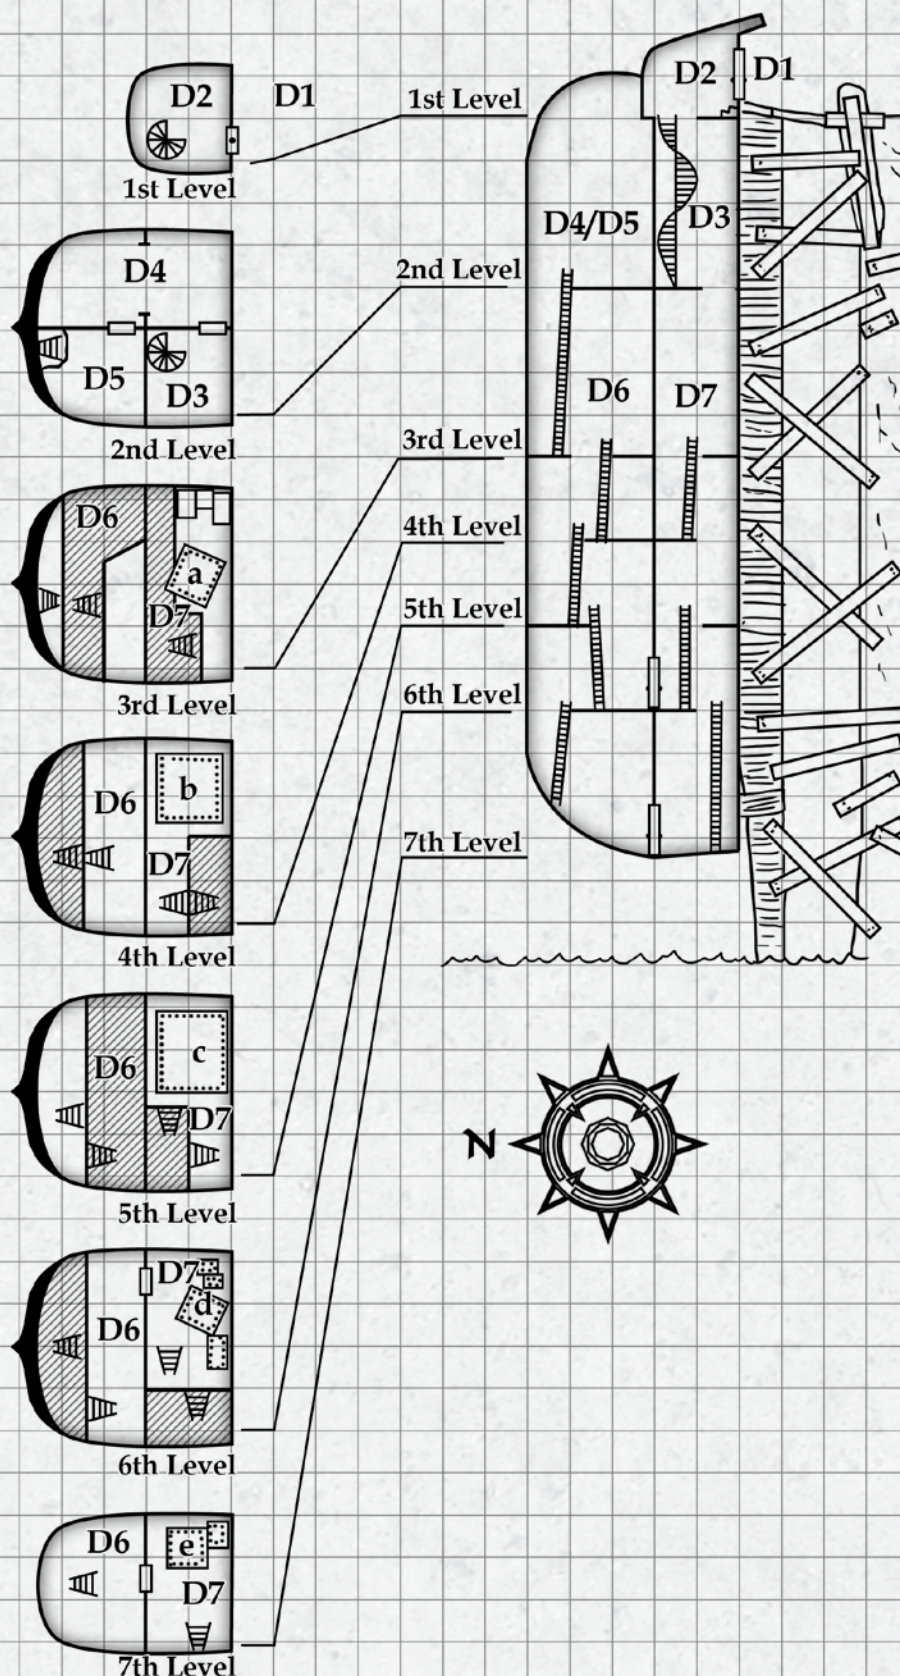 D2
D1
1st Level
D4
D5
D3
2nd Level
D6
a
D7
3rd Level
D6
b
D7
4th Level
D6
c
D7
5th Level
D7
d
D6
6th Level
D6
e
D7
7th Level
1st Level
2nd Level
3rd Level
4th Level
5th Level
6th Level
7th Level
D2
D1
D4/D5
D3
D6
D7
N